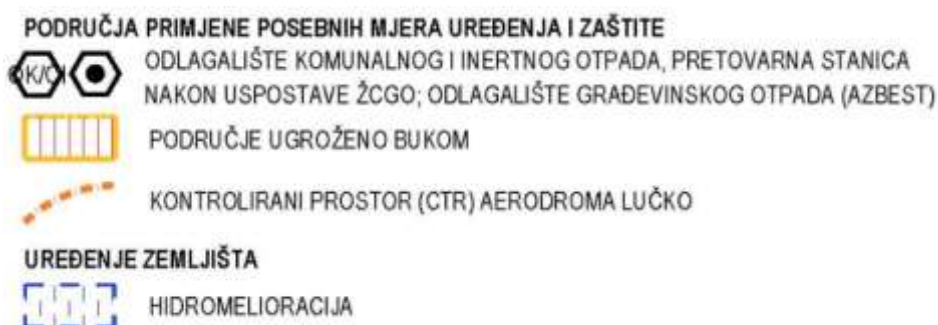 PODRUČJA PRIMJENE POSEBNIH MJERA UREĐENJA I ZAŠTITE
ODLAGALIŠTE KOMUNALNOG I INERTNOG OTPADA, PRETOVARNA STANICA
NAKON USPOSTAVE ŽCGO; ODLAGALIŠTE GRAĐEVINSKOG OTPADA (AZBEST)
PODRUČJE UGROŽENO BUKOM
KONTROLIRANI PROSTOR (CTR) AERODROMA LUČKO
UREĐENJE ZEMLJIŠTA
HIDROMELIORACIJA